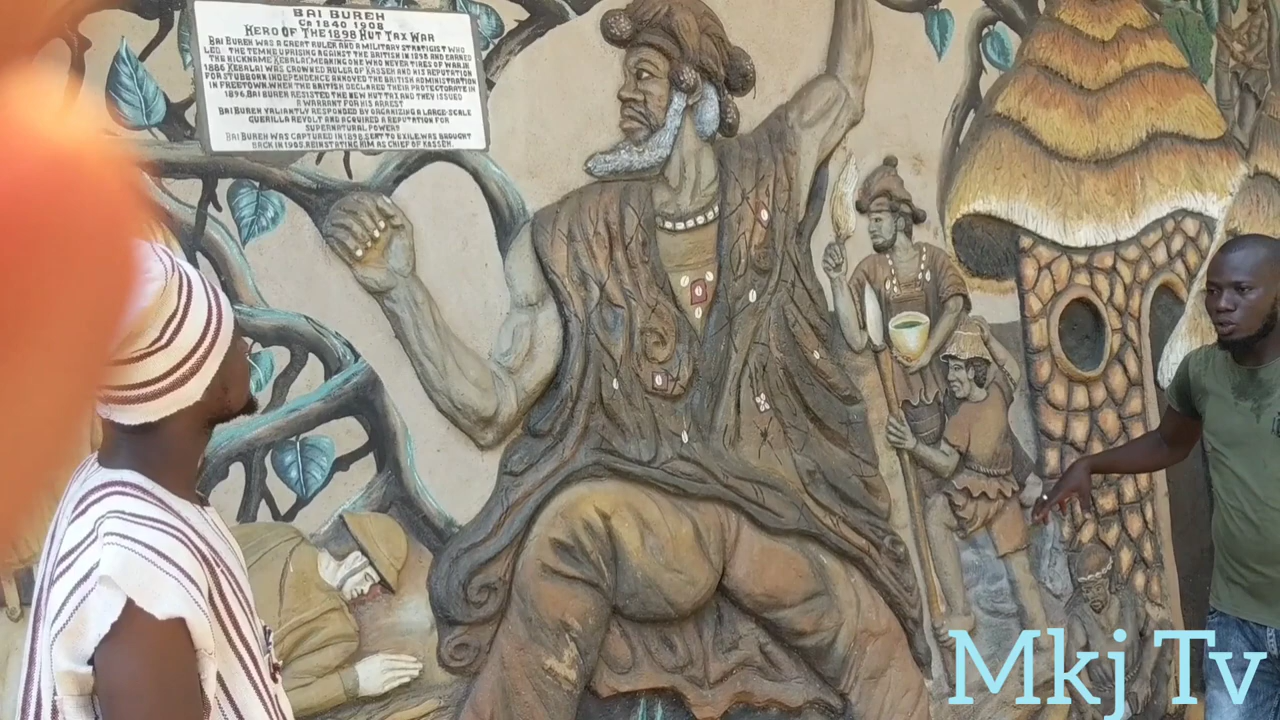 BAI BUREH
Ca 1840 1908
HERO OF THE 1898 HUT TAX WAR
BAI BUREH WAS A GREAT RULER AND A MILITARY STRATIGIST WHO
LED THE TEMNE UPRISING AGAINST THE BRITISH IN 1898 AND EARNED
THE NICKNAME KEBALAI, MEANING ONE WHO NEVER TIRES OF WAR. IN
1886 KEBALAI WAS CROWNED RULER OF KASSEH AND HIS REPUTATION
FOR STUBBORN INDEPENDENCE ANNOYED THE BRITISH ADMINISTRATION
IN FREETOWN. WHEN THE BRITISH DECLARED THEIR PROTECTORATE IN
1896, BAI BUREH RESISTED THE NEW HUT TAX AND THEY ISSUED
A WARRANT FOR HIS ARREST
BAI BUREH VALIANTLY RESPONDED BY ORGANIZING A LARGE-SCALE
GUERILLA REVOLT AND ACQUIRED A REPUTATION FOR
SUPERNATURAL POWERS
BAI BUREH WAS CAPTURED IN 1898, SENT TO EXILE, WAS BROUGHT
BACK IN 1905, REINSTATING HIM AS CHIEF OF KASSEH.
Mkj Tv